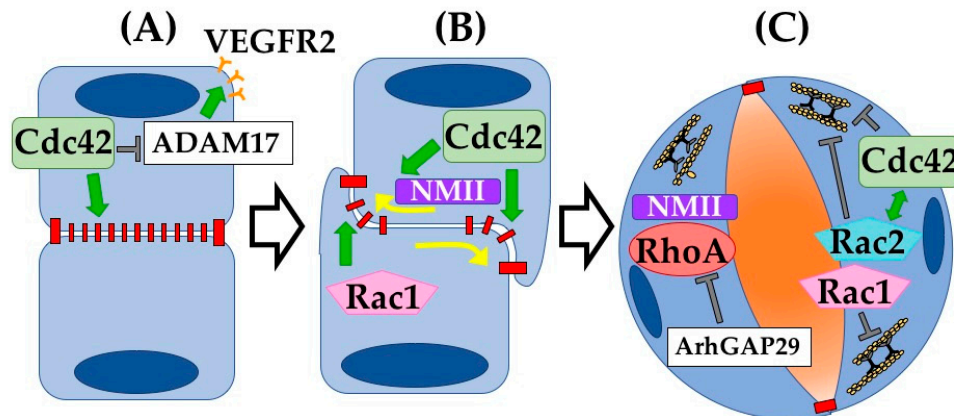 (A)
VEGFR2
Cdc42
ADAM17
(B)
Cdc42
NMII
Rac1
(C)
Cdc42
NMII
RhoA
Rac2
Rac1
ArhGAP29